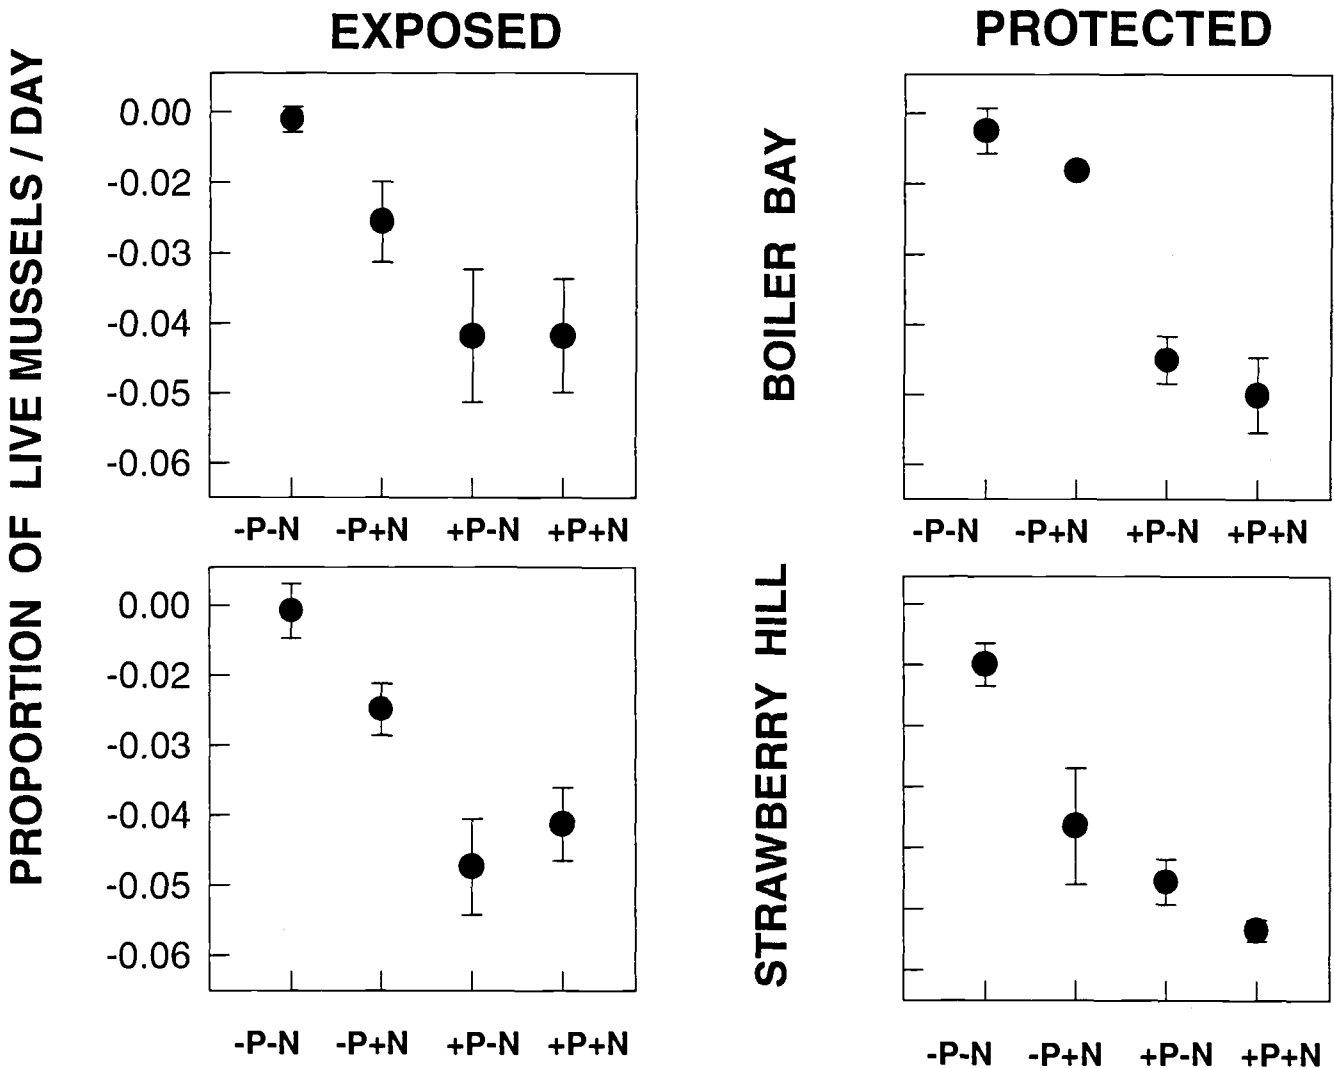 EXPOSED
PROTECTED
PROPORTION OF LIVE MUSSELS / DAY
0.00
-0.02
-0.03
-0.04
-0.05
-0.06
-P-N -P+N +P-N +P+N
BOILER BAY
-P-N -P+N +P-N +P+N
0.00
-0.02
-0.03
-0.04
-0.05
-0.06
-P-N -P+N +P-N +P+N
STRAWBERRY HILL
-P-N -P+N +P-N +P+N